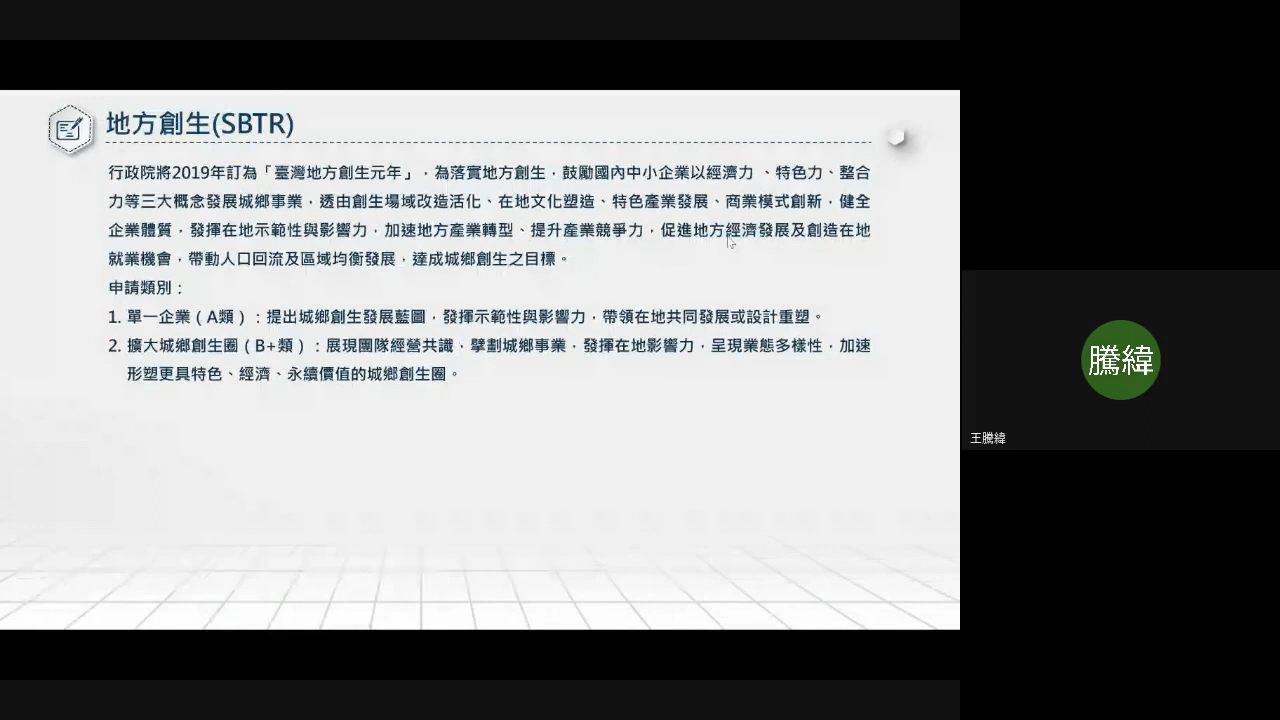 地方創生(SBTR)
行政院將2019年訂為「臺灣地方創生元年」，為落實地方創生，鼓勵國內中小企業以經濟力 、特色力、整合
力等三大概念發展城鄉事業，透由創生場域改造活化、在地文化塑造、特色產業發展、商業模式創新，健全
企業體質，發揮在地示範性與影響力，加速地方產業轉型、提升產業競爭力，促進地方經濟發展及創造在地
就業機會，帶動人口回流及區域均衡發展，達成城鄉創生之目標。
申請類別：
1. 單一企業（A類）：提出城鄉創生發展藍圖，發揮示範性與影響力，帶領在地共同發展或設計重塑。
2. 擴大城鄉創生圈（B+類）：展現團隊經營共識、擘劃城鄉事業，發揮在地影響力，呈現業態多樣性，加速
形塑更具特色、經濟、永續價值的城鄉創生圈。
騰緯
王騰緯